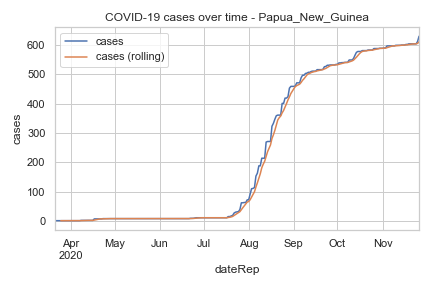 COVID-19 cases over time - Papua_New_Guinea
cases
cases (rolling)
600
500
400
300
200
100
0
cases
Apr May Jun Jul Aug Sep Oct Nov
2020
dateRep